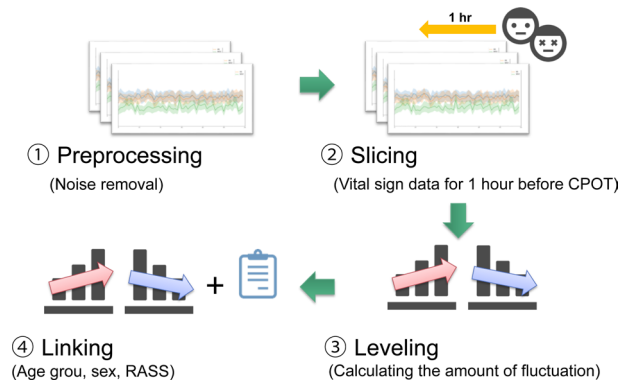 1 hr
① Preprocessing
(Noise removal)
② Slicing
(Vital sign data for 1 hour before CPOT)
+
④ Linking
(Age grou, sex, RASS)
③ Leveling
(Calculating the amount of fluctuation)